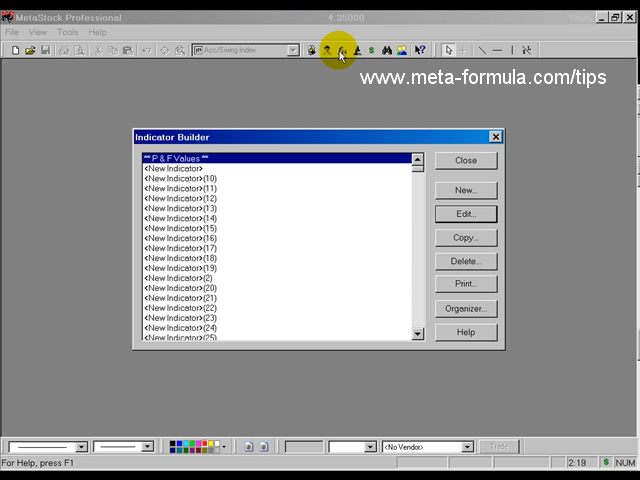 MetaStock Professional
4.35000
File View Tools Help
Acc/Swing Index
www.meta-formula.com/tips
Indicator Builder
** P & F Values **
<New Indicator>
<New Indicator>(10)
<New Indicator>(11)
<New Indicator>(12)
<New Indicator>(13)
<New Indicator>(14)
<New Indicator>(15)
<New Indicator>(16)
<New Indicator>(17)
<New Indicator>(18)
<New Indicator>(19)
<New Indicator>(2)
<New Indicator>(20)
<New Indicator>(21)
<New Indicator>(22)
<New Indicator>(23)
<New Indicator>(24)
<New Indicator>(25)
Close
New...
Edit...
Copy...
Delete...
Print...
Organizer...
Help
<No Vendor>
Trade
For Help, press F1
2:19 $ NUM